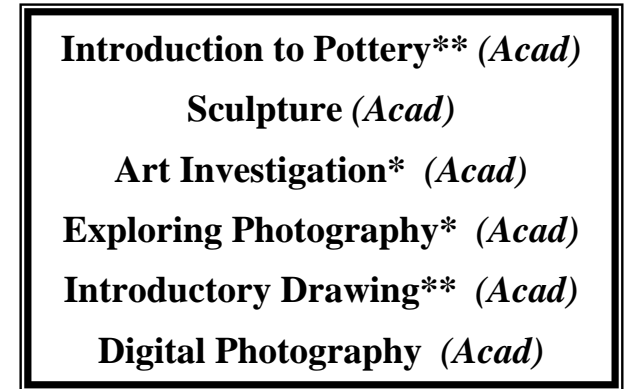 Introduction to Pottery** (Acad)
Sculpture (Acad)
Art Investigation* (Acad)
Exploring Photography* (Acad)
Introductory Drawing** (Acad)
Digital Photography (Acad)